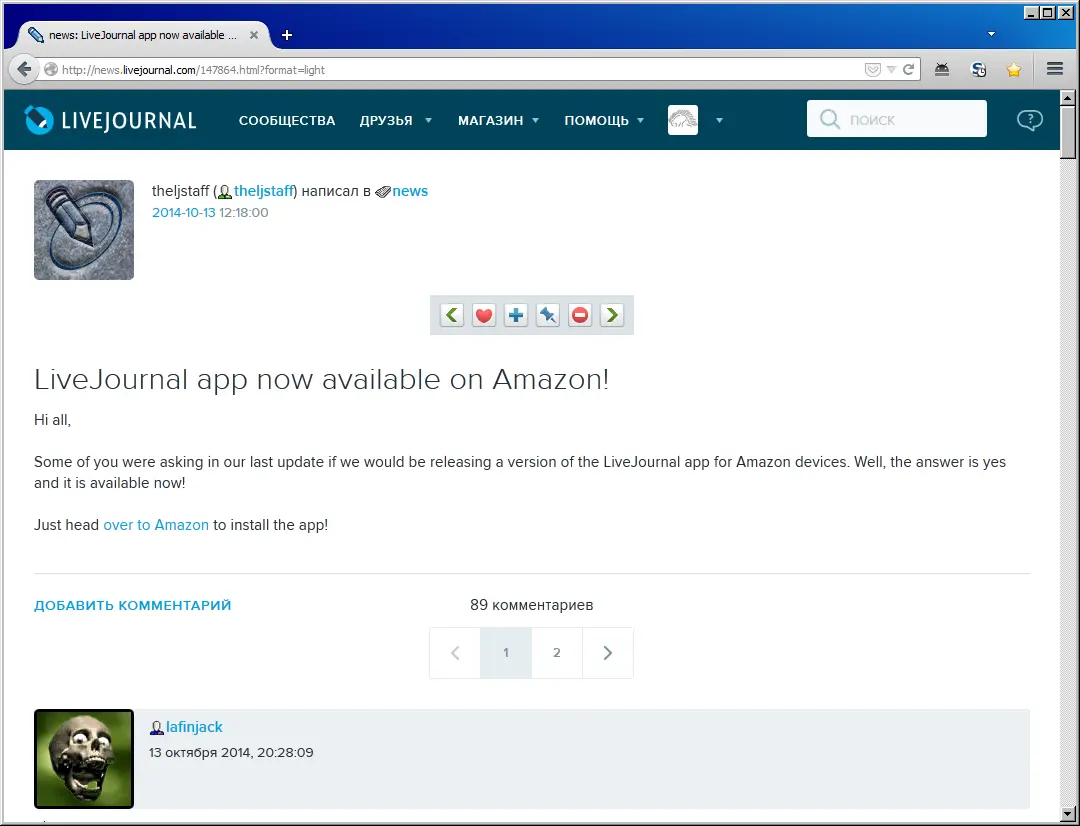 news: LiveJournal app now available ...
http://news.livejournal.com/147864.html?format=light
LIVEJOURNAL СООБЩЕСТВА ДРУЗЬЯ МАГАЗИН ПОМОЩЬ ПОИСК
theljstaff (theljstaff) написал в news
2014-10-13 12:18:00
LiveJournal app now available on Amazon!
Hi all,
Some of you were asking in our last update if we would be releasing a version of the LiveJournal app for Amazon devices. Well, the answer is yes
and it is available now!
Just head over to Amazon to install the app!
ДОБАВИТЬ КОММЕНТАРИЙ 89 комментариев
1 2
lafinjack
13 октября 2014, 20:28:09